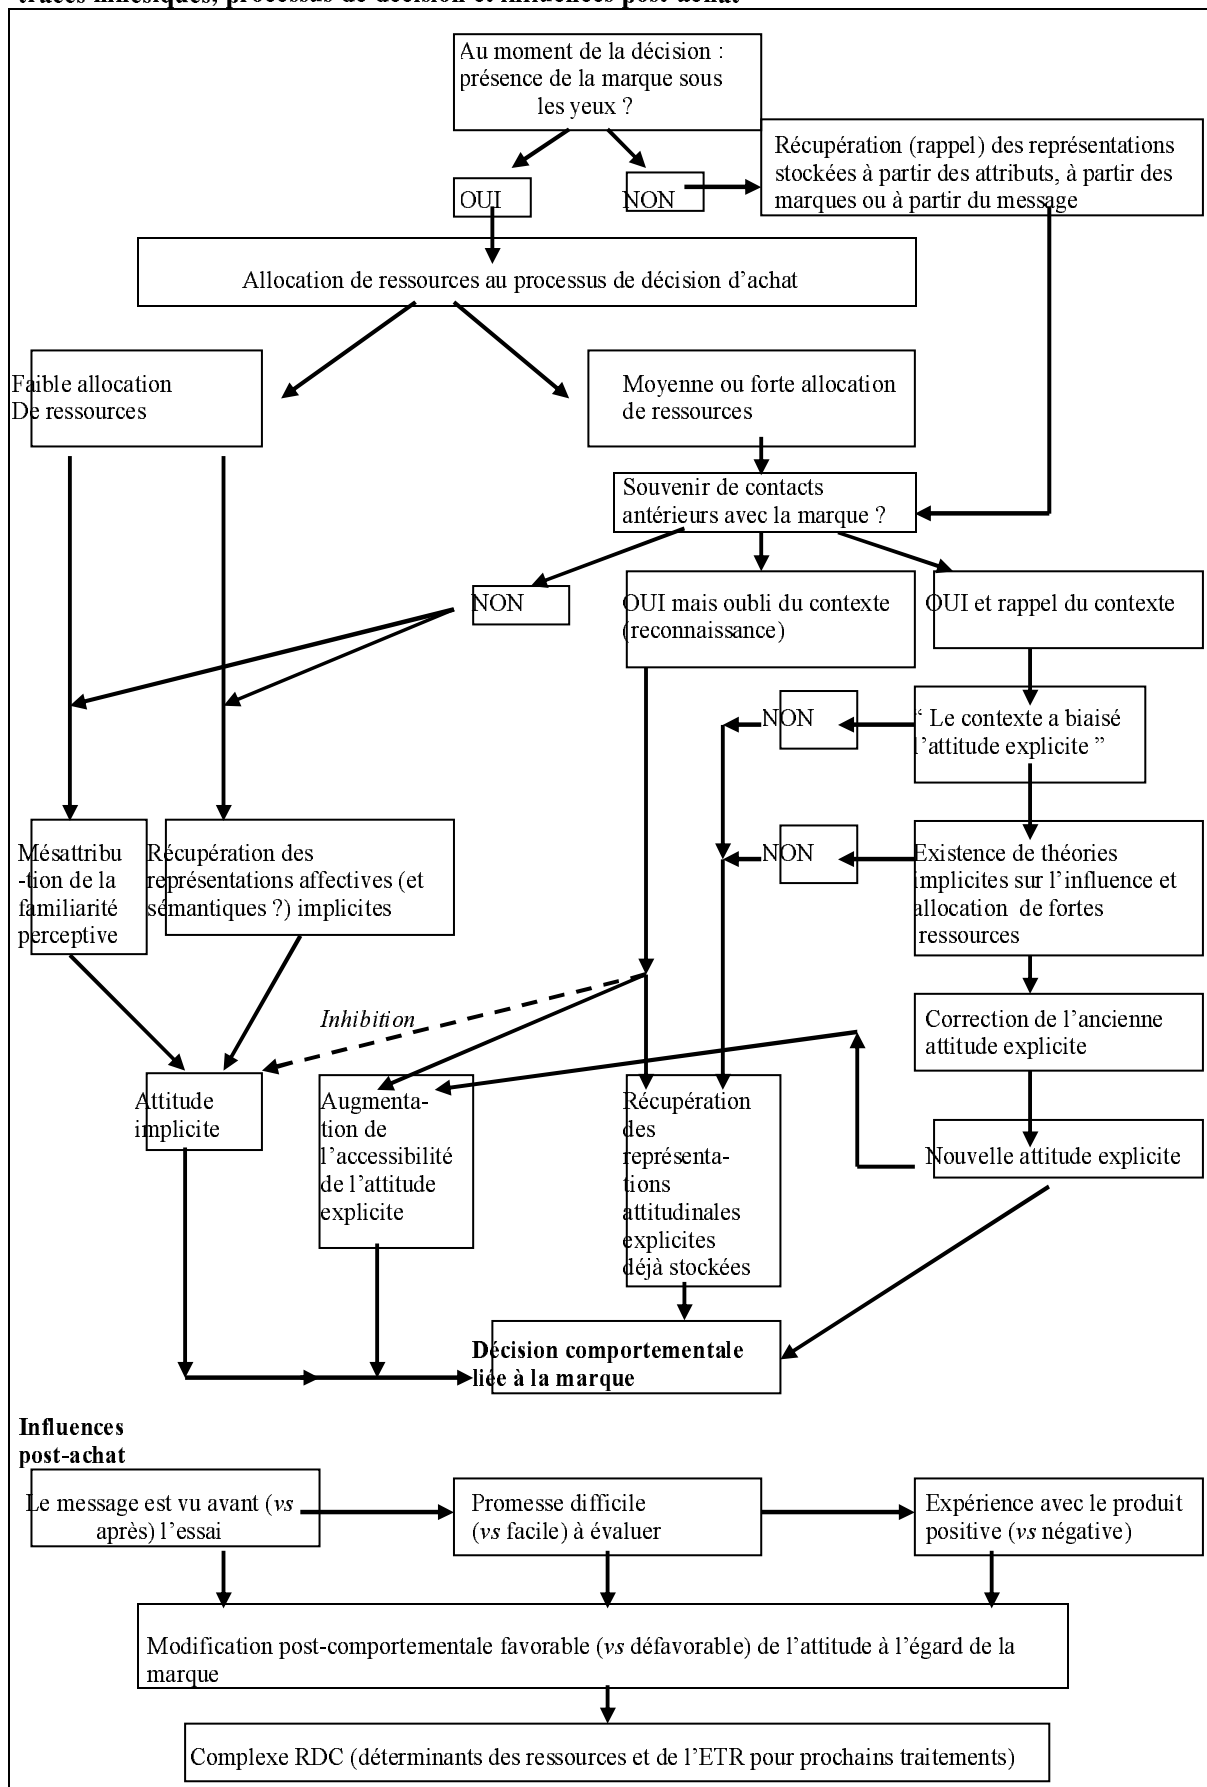 traces mnésiques, processus de décision et influences post-achat
Au moment de la décision :
présence de la marque sous
les yeux ?
Récupération (rappel) des représentations
stockées à partir des attributs, à partir des
marques ou à partir du message
OUI
NON
Allocation de ressources au processus de décision d’achat
Faible allocation
De ressources
Moyenne ou forte allocation
de ressources
Souvenir de contacts
antérieurs avec la marque ?
NON
OUI mais oubli du contexte
(reconnaissance)
OUI et rappel du contexte
NON
“ Le contexte a biaisé
l’attitude explicite ”
Mésattribu
-tion de la
familiarité
perceptive
Récupération des
représentations affectives (et
sémantiques ?) implicites
NON
Existence de théories
implicites sur l’influence et
allocation de fortes
ressources
Inhibition
Correction de l’ancienne
attitude explicite
Attitude
implicite
Augmenta-
tion de
l’accessibilité
de l’attitude
explicite
Récupération
des
représenta-
tions
attitudinales
explicites
déjà stockées
Nouvelle attitude explicite
Décision comportementale
liée à la marque
Influences
post-achat
Le message est vu avant (vs
après) l’essai
Promesse difficile
(vs facile) à évaluer
Expérience avec le produit
positive (vs négative)
Modification post-comportementale favorable (vs défavorable) de l’attitude à l’égard de la
marque
Complexe RDC (déterminants des ressources et de l’ETR pour prochains traitements)